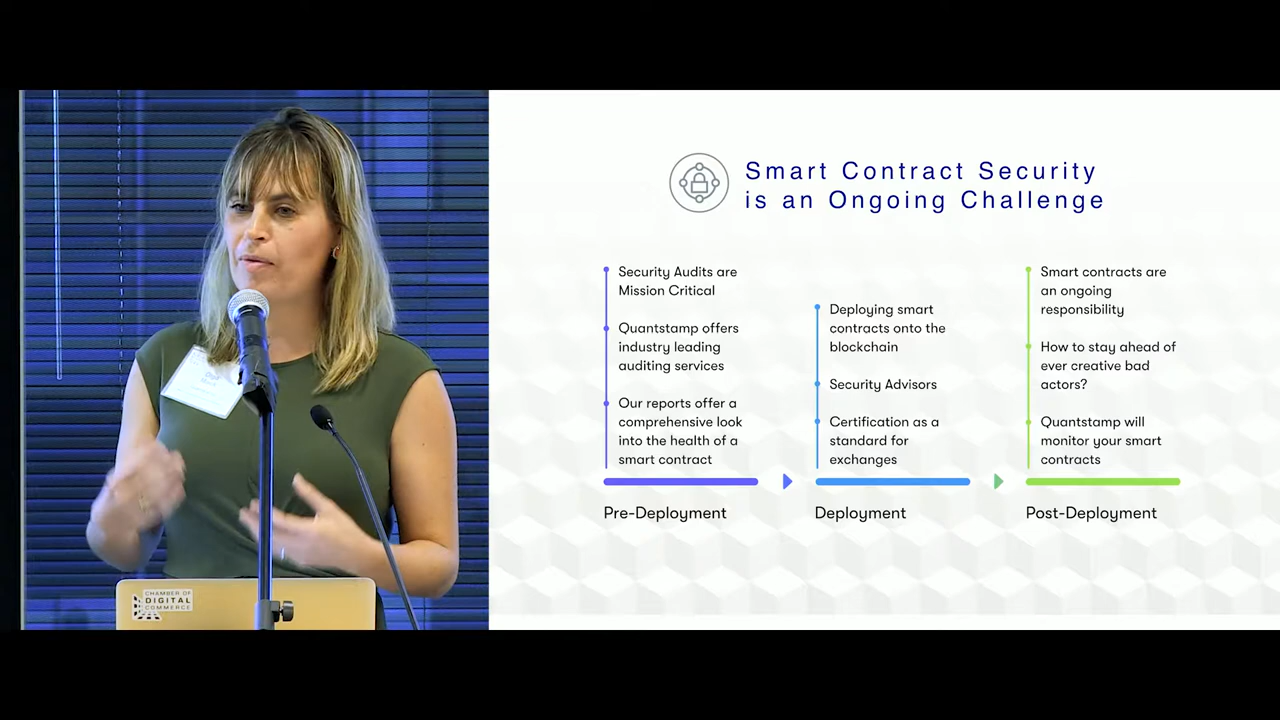 Smart Contract Security
is an Ongoing Challenge
Security Audits are
Mission Critical
Quantstamp offers
industry leading
auditing services
Our reports offer a
comprehensive look
into the health of a
smart contract
Pre-Deployment
Deploying smart
contracts onto the
blockchain
Security Advisors
Certification as a
standard for
exchanges
Deployment
Smart contracts are
an ongoing
responsibility
How to stay ahead of
ever creative bad
actors?
Quantstamp will
monitor your smart
contracts
Post-Deployment
CHAMBER OF
DIGITAL
COMMERCE